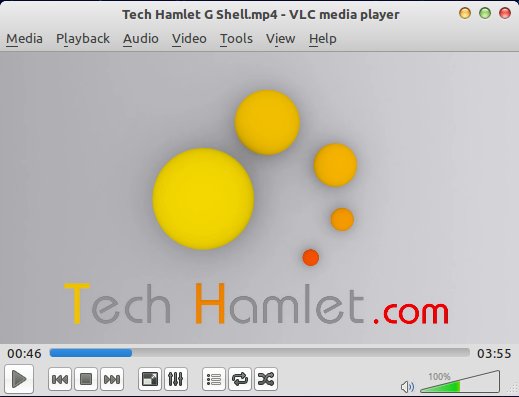 Tech Hamlet G Shell.mp4 - VLC media player
Media Playback Audio Video Tools View Help
Tech Hamlet .com
00:46 03:55
100%